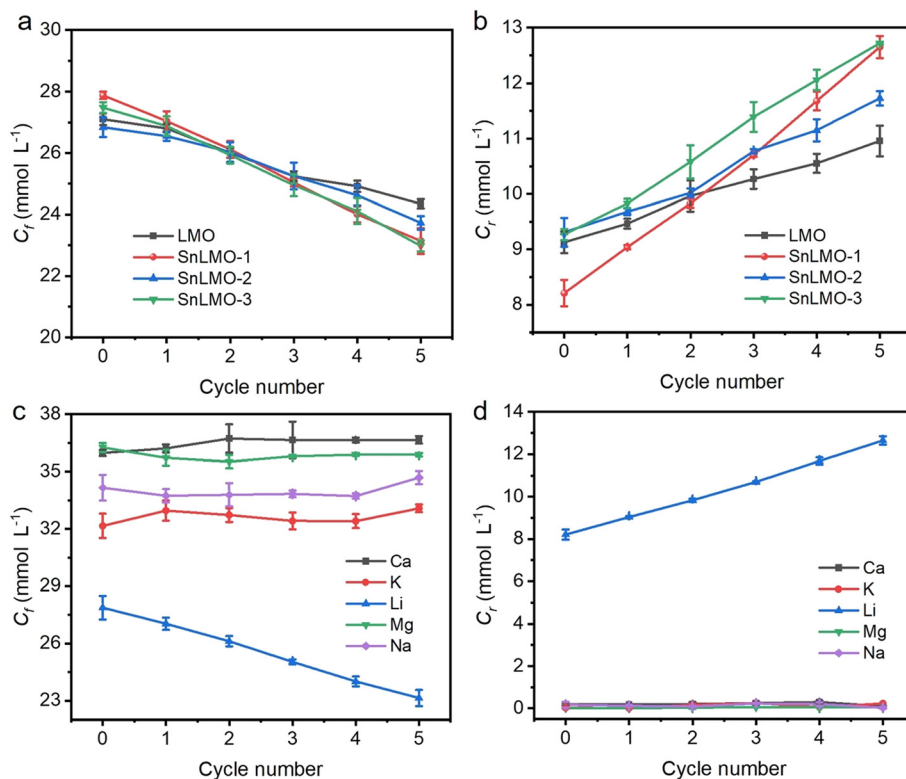 a
C_f (mmol L⁻¹)
30
28
26
24
22
20
LMO
SnLMO-1
SnLMO-2
SnLMO-3
0 1 2 3 4 5
Cycle number
b
C_r (mmol L⁻¹)
13
12
11
10
9
8
LMO
SnLMO-1
SnLMO-2
SnLMO-3
0 1 2 3 4 5
Cycle number
c
C_f (mmol L⁻¹)
38
35
32
29
26
23
Ca
K
Li
Mg
Na
0 1 2 3 4 5
Cycle number
d
C_r (mmol L⁻¹)
14
12
10
8
6
4
2
0
Ca
K
Li
Mg
Na
0 1 2 3 4 5
Cycle number